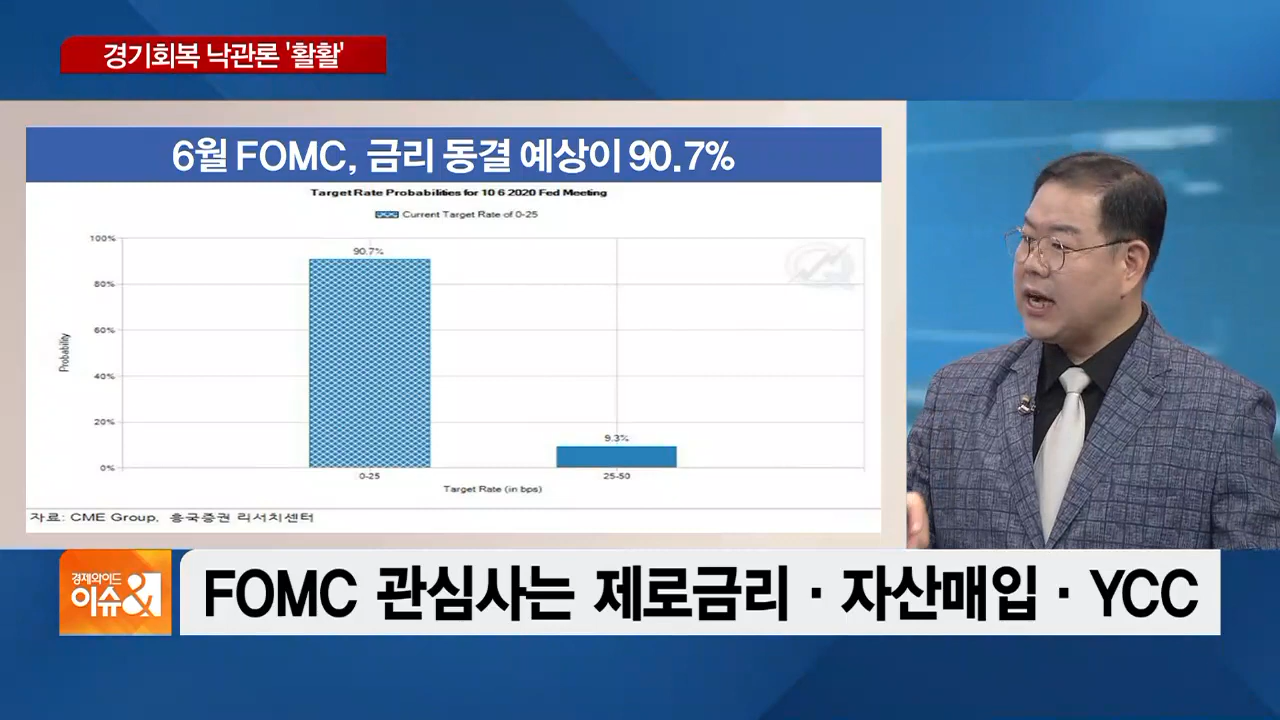 경기회복 낙관론 '활활'
6월 FOMC, 금리 동결 예상이 90.7%
Target Rate Probabilities for 10 6 2020 Fed Meeting
Current Target Rate of 0-25
100%
80%
60%
40%
20%
0%
Probability
90.7%
9.3%
0-25
25-50
Target Rate (in bps)
자료: CME Group, 흥국증권 리서치센터
경제와이드
이슈&
FOMC 관심사는 제로금리 · 자산매입 · YCC